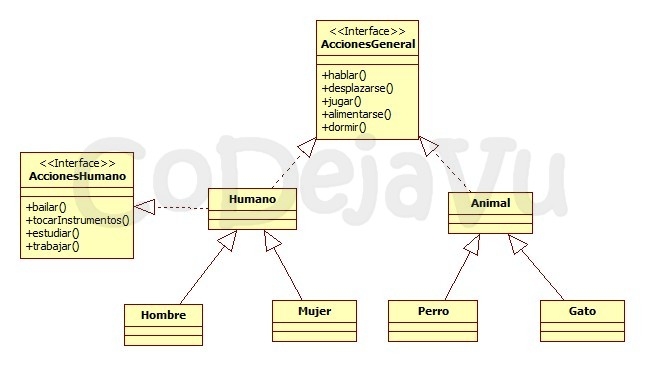 <<Interface>>
AccionesGeneral
+hablar()
+desplazarse()
+jugar()
+alimentarse()
+dormir()
<<Interface>>
AccionesHumano
+bailar()
+tocarInstrumentos()
+estudiar()
+trabajar()
CoDejaVu
Humano
Animal
Hombre
Mujer
Perro
Gato